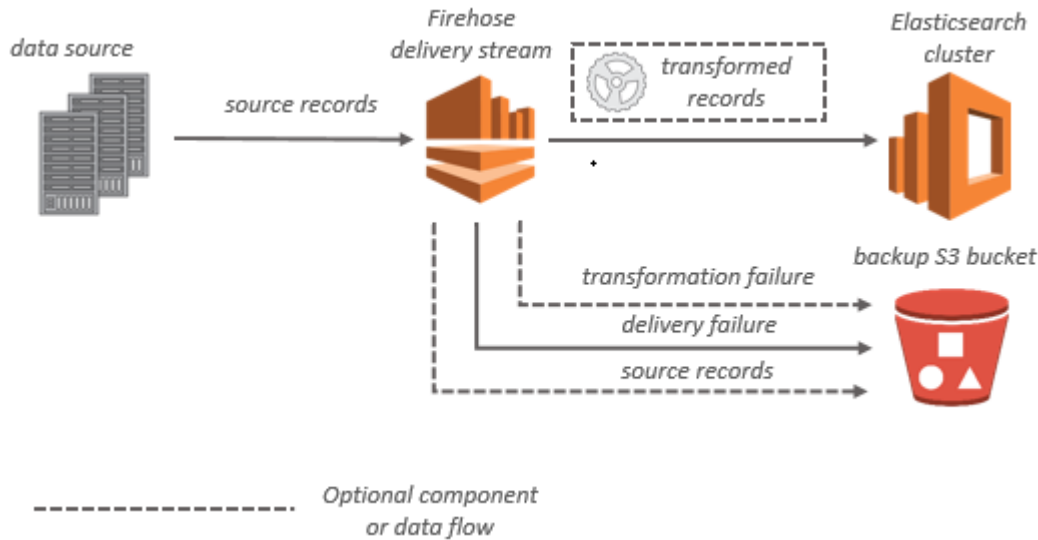 data source
source records
Firehose
delivery stream
transformed
records
Elasticsearch
cluster
backup S3 bucket
transformation failure
delivery failure
source records
Optional component
or data flow